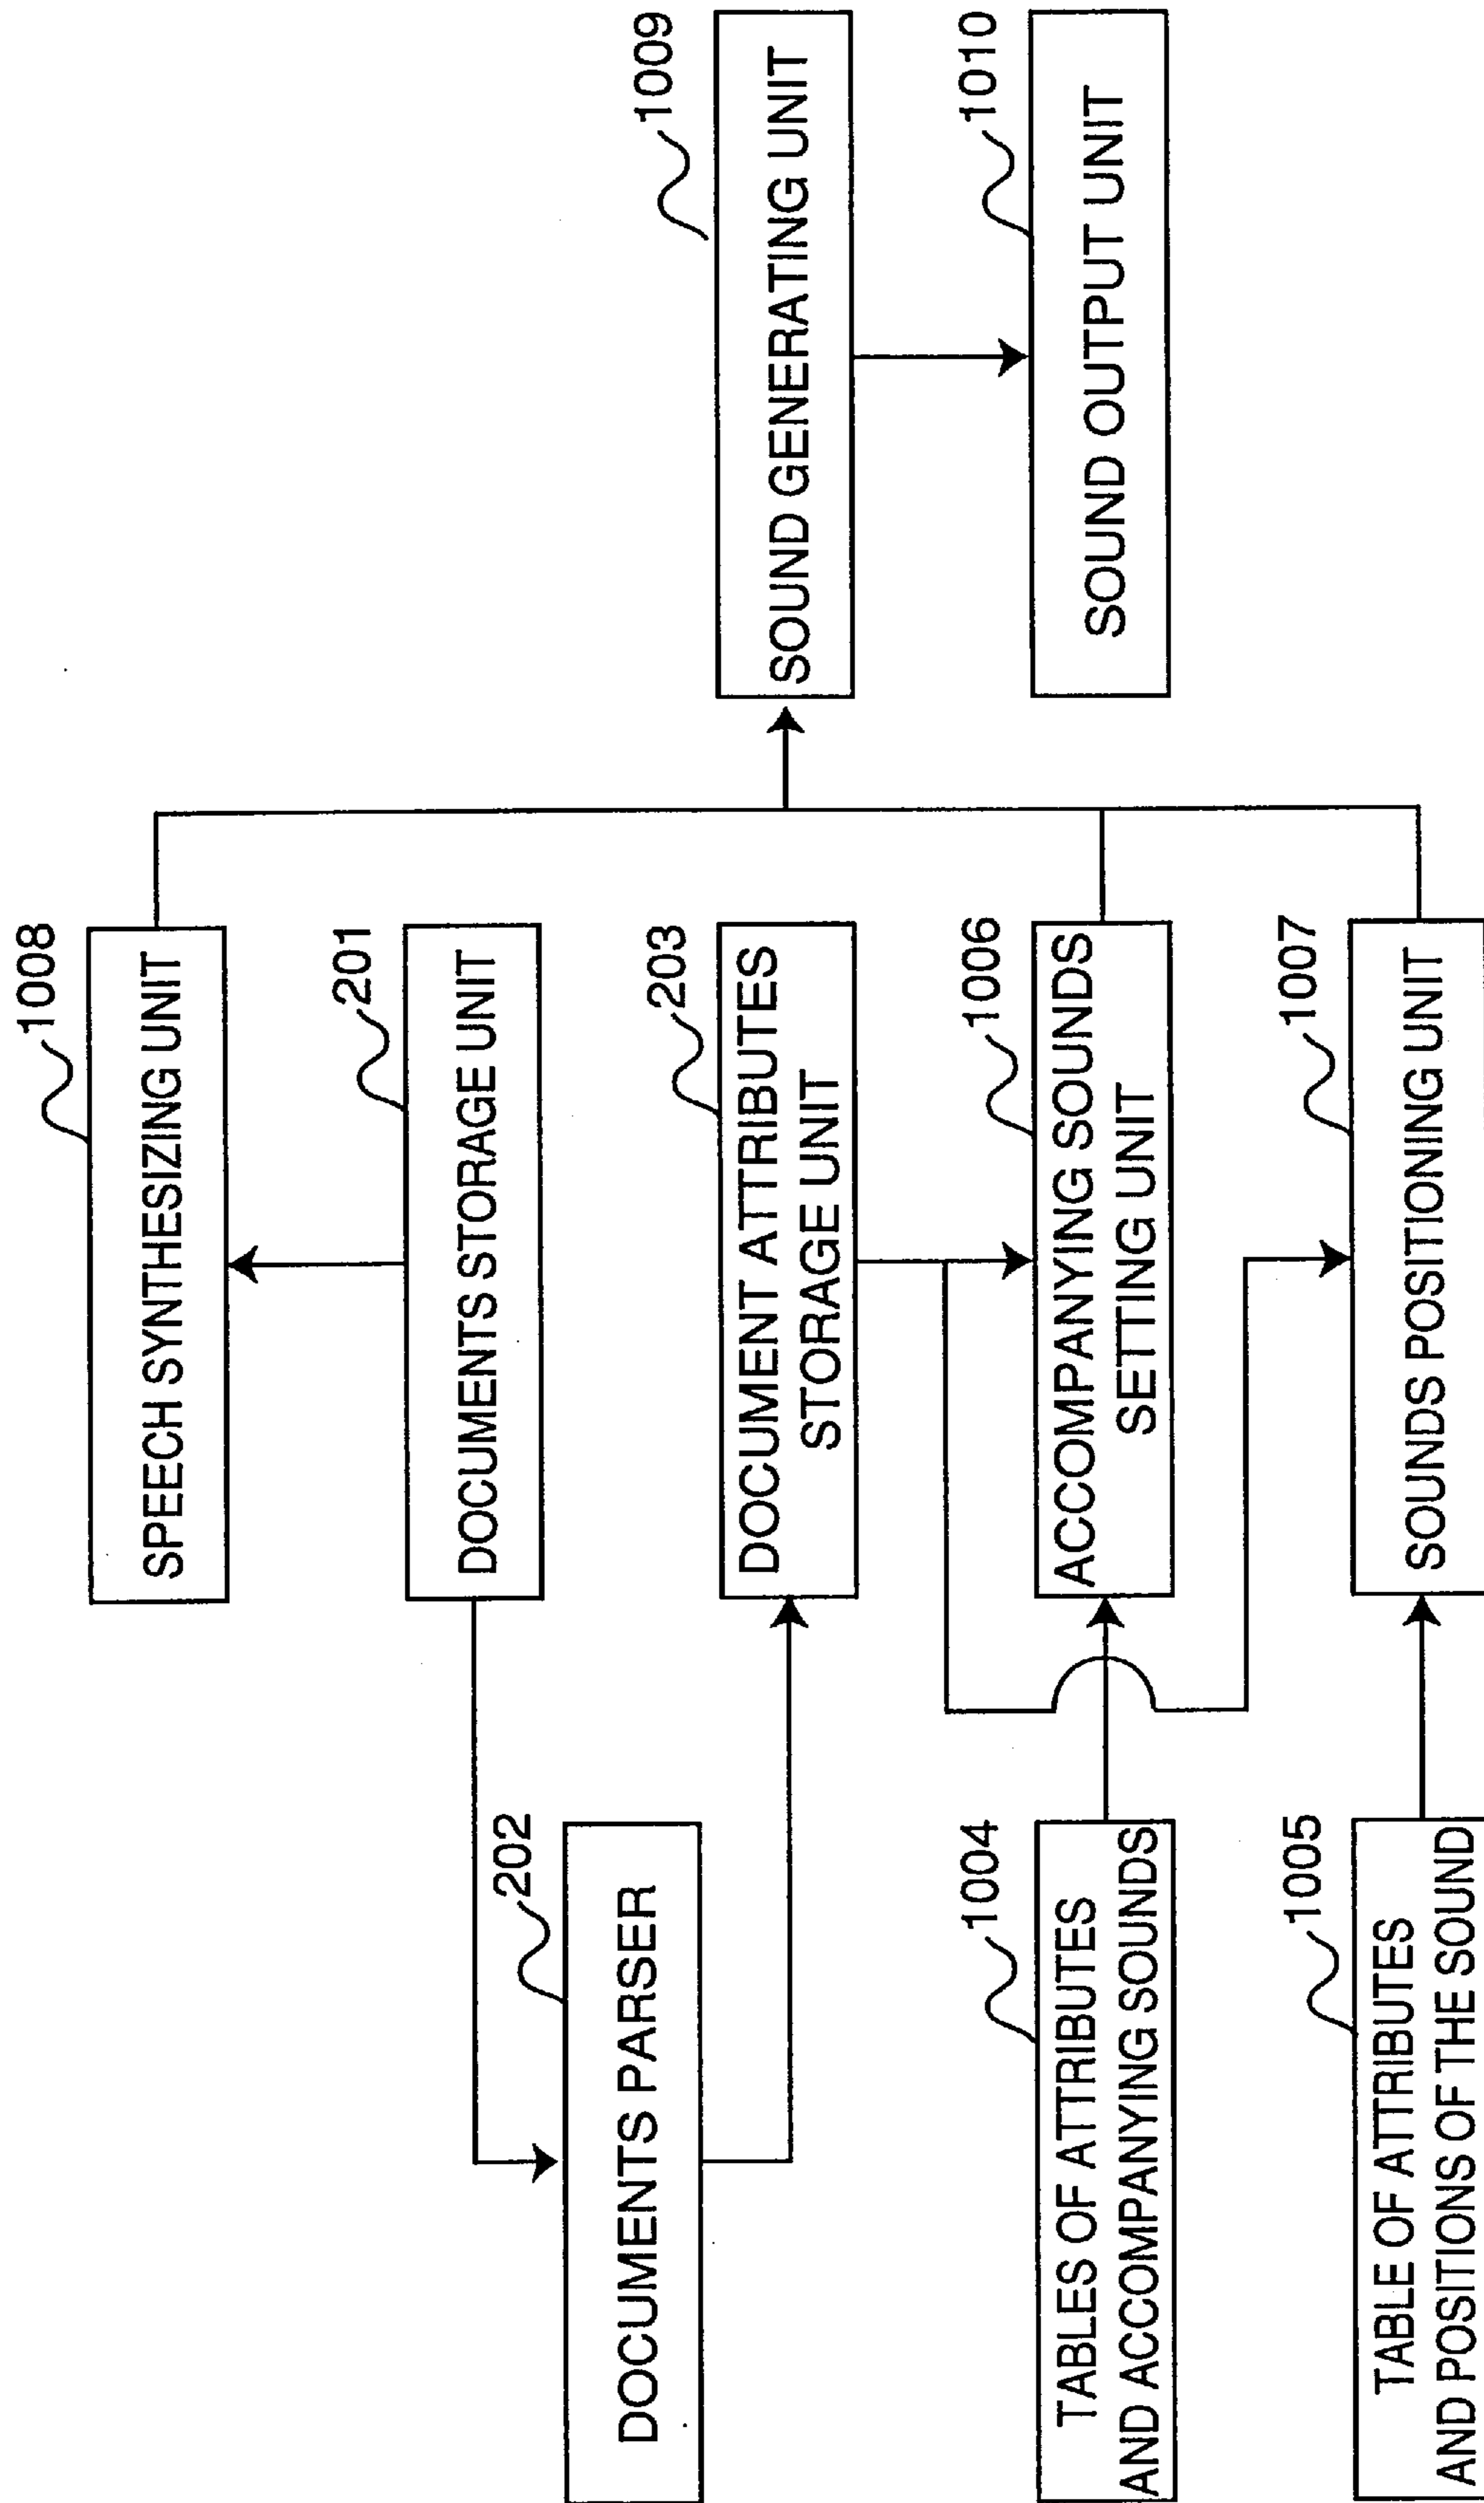 1008
SPEECH SYNTHESIZING UNIT
201
DOCUMENTS STORAGE UNIT
202
DOCUMENTS PARSER
203
DOCUMENT ATTRIBUTES
STORAGE UNIT
1009
SOUND GENERATING UNIT
1004
TABLES OF ATTRIBUTES
AND ACCOMPANYING SOUNDS
1006
ACCOMPANYING SOUNDS
SETTING UNIT
1010
SOUND OUTPUT UNIT
1005
TABLE OF ATTRIBUTES
AND POSITIONS OF THE SOUND
1007
SOUNDS POSITIONING UNIT